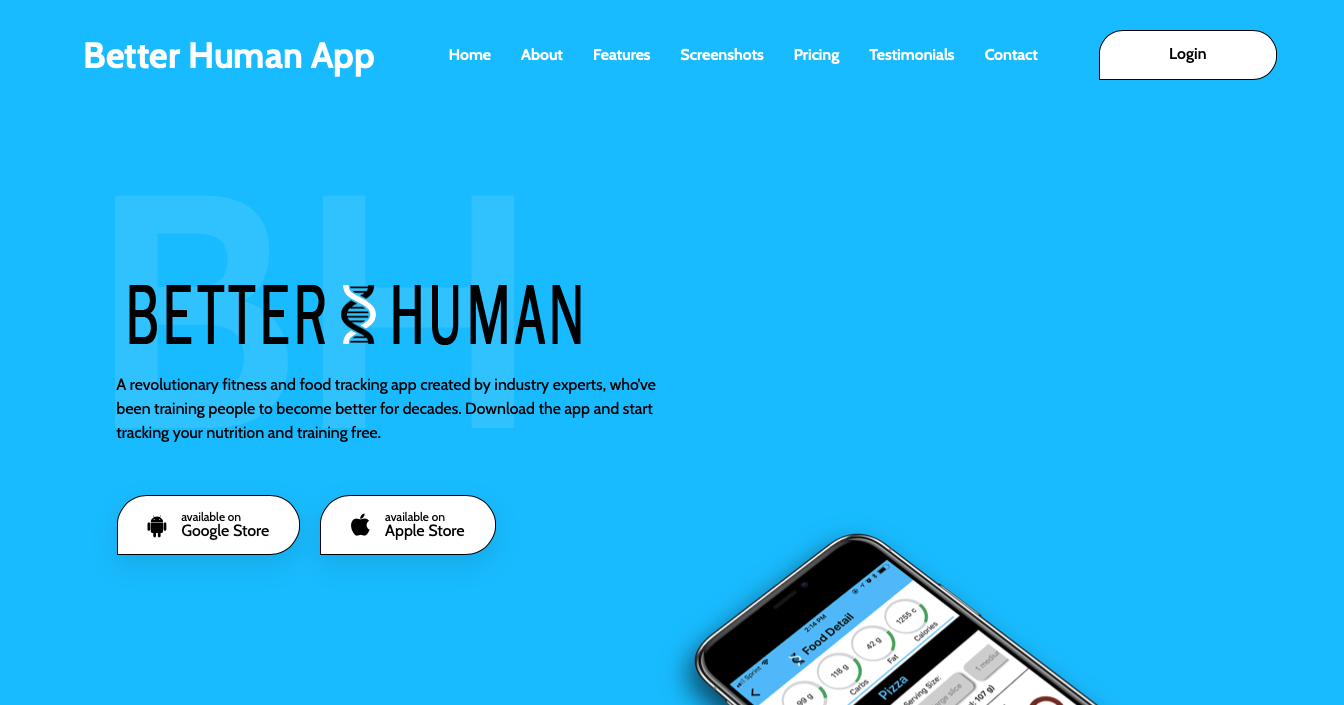 Better Human App
Home About Features Screenshots Pricing Testimonials Contact
Login
BH
BETTER HUMAN
A revolutionary fitness and food tracking app created by industry experts, who've
been training people to become better for decades. Download the app and start
tracking your nutrition and training free.
available on
Google Store
available on
Apple Store
Sprint
2:14 PM
Food Detail
99 g
118 g
Carbs
42 g
Fat
1255 c
Calories
Pizza
Serving Size:
slice
1
107 g)